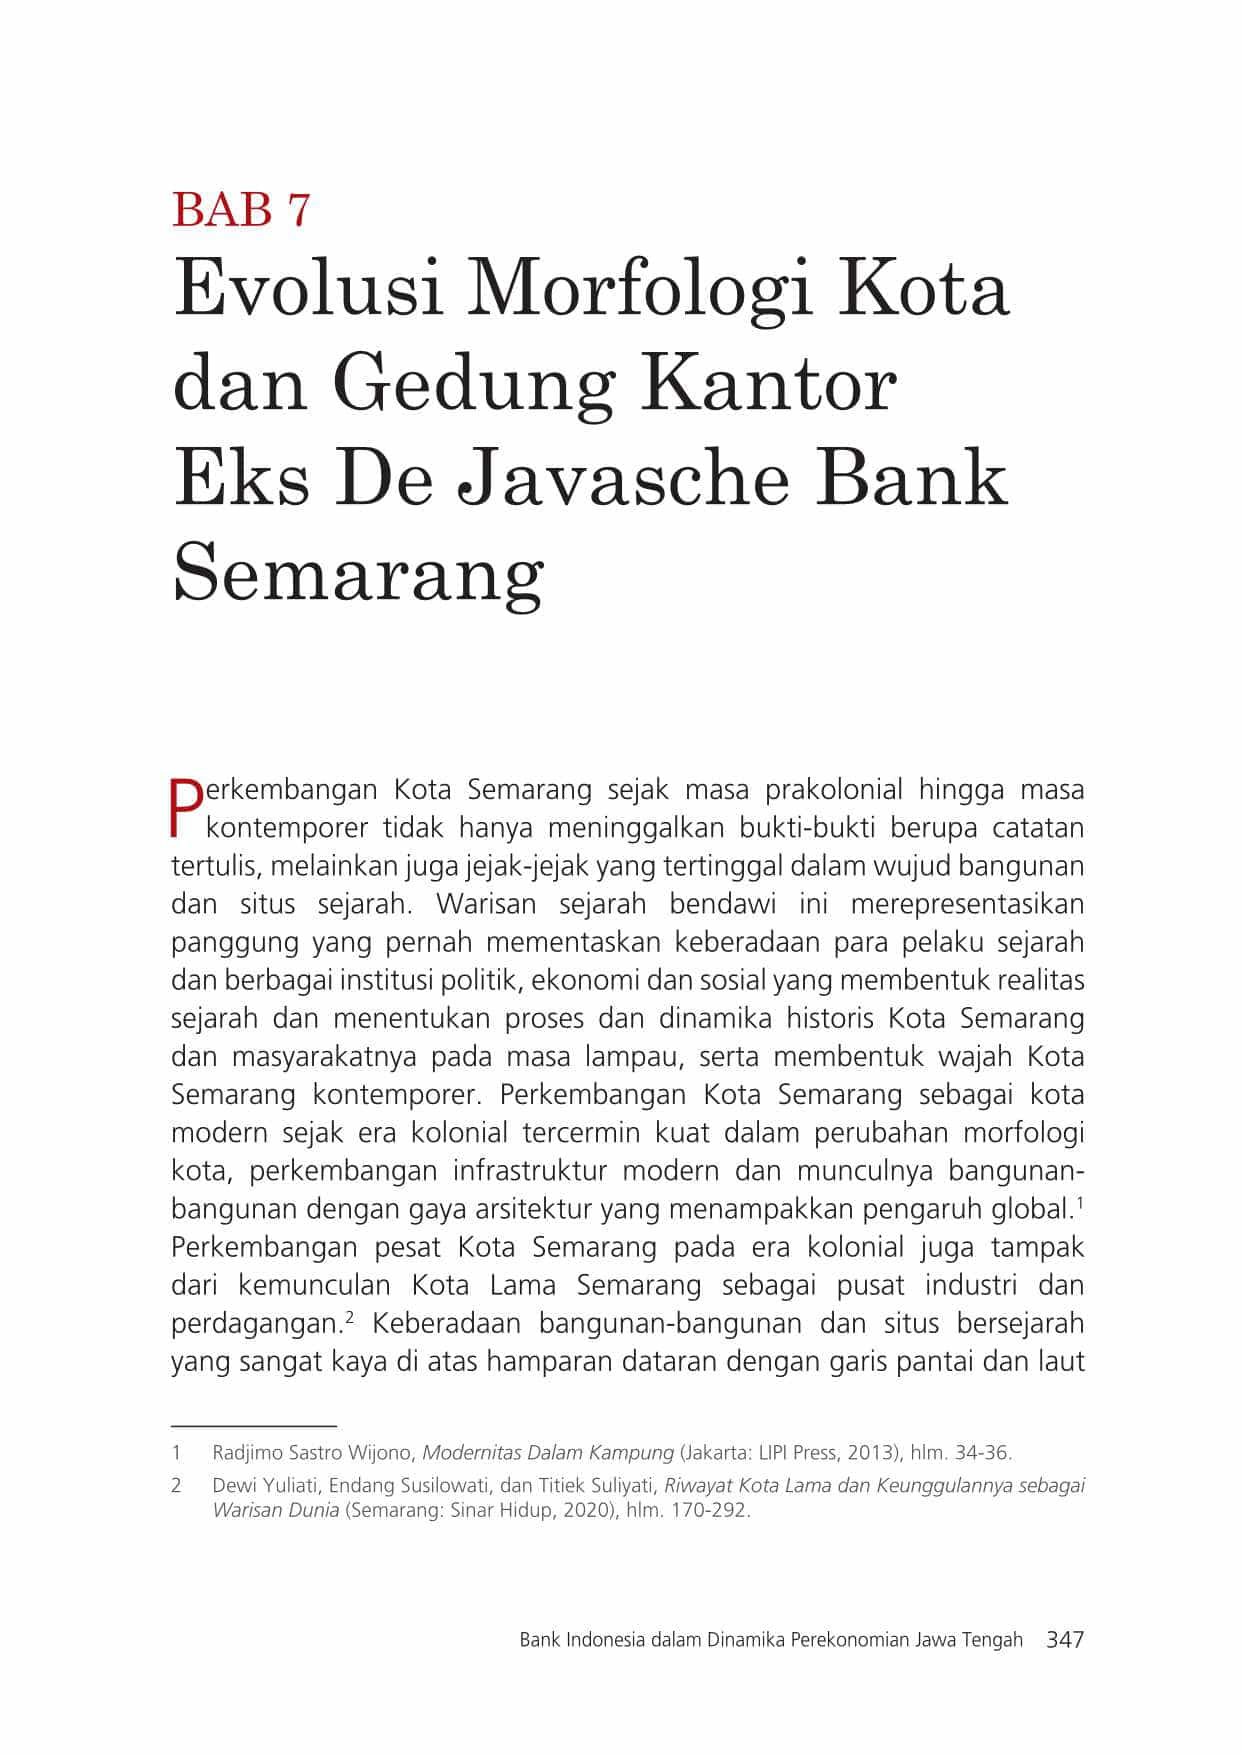 BAB 7
Evolusi Morfologi Kota
dan Gedung Kantor
Eks De Javasche Bank
Semarang
Perkembangan Kota Semarang sejak masa prakolonial hingga masa
kontemporer tidak hanya meninggalkan bukti-bukti berupa catatan
tertulis, melainkan juga jejak-jejak yang tertinggal dalam wujud bangunan
dan situs sejarah. Warisan sejarah bendawi ini merepresentasikan
panggung yang pernah mementaskan keberadaan para pelaku sejarah
dan berbagai institusi politik, ekonomi dan sosial yang membentuk realitas
sejarah dan menentukan proses dan dinamika historis Kota Semarang
dan masyarakatnya pada masa lampau, serta membentuk wajah Kota
Semarang kontemporer. Perkembangan Kota Semarang sebagai kota
modern sejak era kolonial tercermin kuat dalam perubahan morfologi
kota, perkembangan infrastruktur modern dan munculnya bangunan-
bangunan dengan gaya arsitektur yang menampakkan pengaruh global.1
Perkembangan pesat Kota Semarang pada era kolonial juga tampak
dari kemunculan Kota Lama Semarang sebagai pusat industri dan
perdagangan.2 Keberadaan bangunan-bangunan dan situs bersejarah
yang sangat kaya di atas hamparan dataran dengan garis pantai dan laut
1 Radjimo Sastro Wijono, Modernitas Dalam Kampung (Jakarta: LIPI Press, 2013), hlm. 34-36.
2 Dewi Yuliati, Endang Susilowati, dan Titiek Suliyati, Riwayat Kota Lama dan Keunggulannya sebagai
Warisan Dunia (Semarang: Sinar Hidup, 2020), hlm. 170-292.
Bank Indonesia dalam Dinamika Perekonomian Jawa Tengah 347